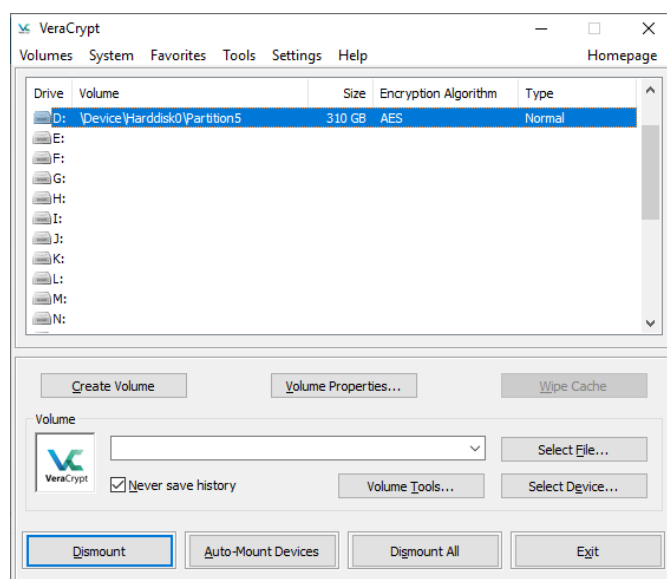 VeraCrypt
Volumes System Favorites Tools Settings Help Homepage
Drive Volume Size Encryption Algorithm Type
D: \Device\Harddisk0\Partition5 310 GB AES Normal
E:
F:
G:
H:
I:
J:
K:
L:
M:
N:
Create Volume Volume Properties... Wipe Cache
Volume
VeraCrypt
Select File...
Never save history Volume Tools... Select Device...
Dismount Auto-Mount Devices Dismount All Exit